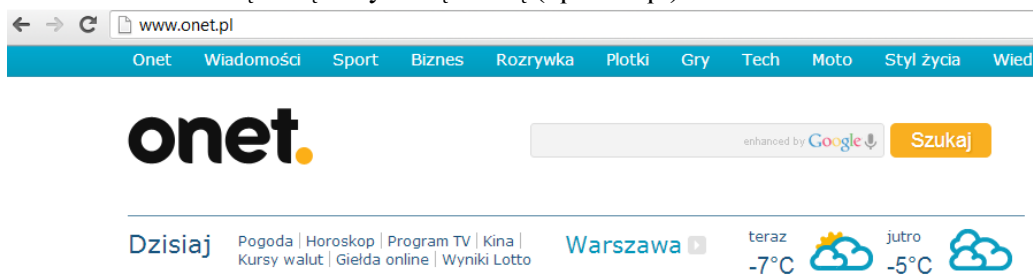 www.onet.pl
Onet Wiadomości Sport Biznes Rozrywka Plotki Gry Tech Moto Styl życia Wied
onet.
enhanced by Google Szukaj
Dzisiaj Pogoda | Horoskop | Program TV | Kina |
Kursy walut | Giełda online | Wyniki Lotto
Warszawa
teraz
-7°C
jutro
-5°C